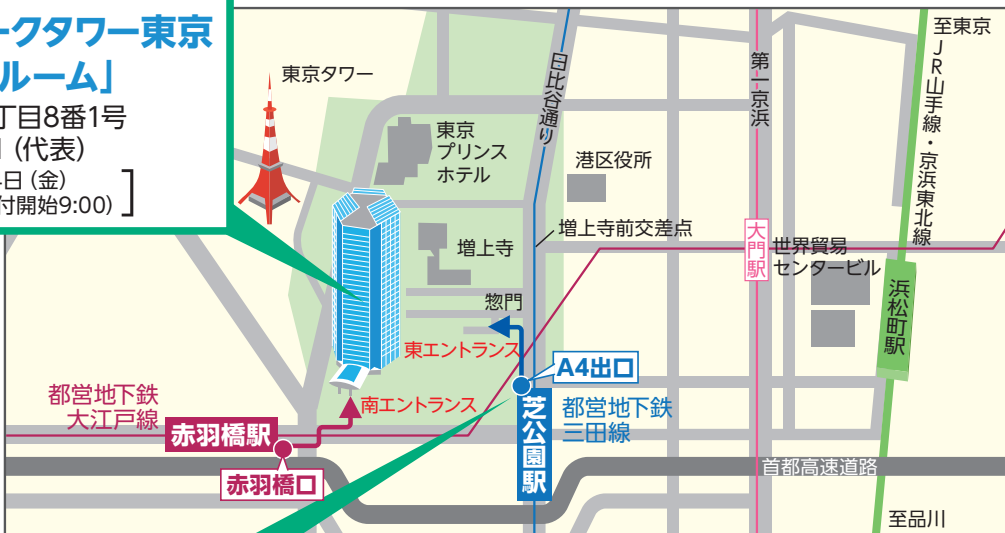 ークタワー東京
ルーム」
丁目8番1号
（代表）
日（金）
付開始9:00）
東京タワー
東京
プリンス
ホテル
日比谷通り
港区役所
第一京浜
至東京
JR山手線・京浜東北線
増上寺
増上寺前交差点
大門駅
世界貿易
センタービル
浜松町駅
惣門
東エントランス
A4出口
南エントランス
芝公園駅
都営地下鉄
三田線
都営地下鉄
大江戸線
赤羽橋駅
赤羽橋口
首都高速道路
至品川